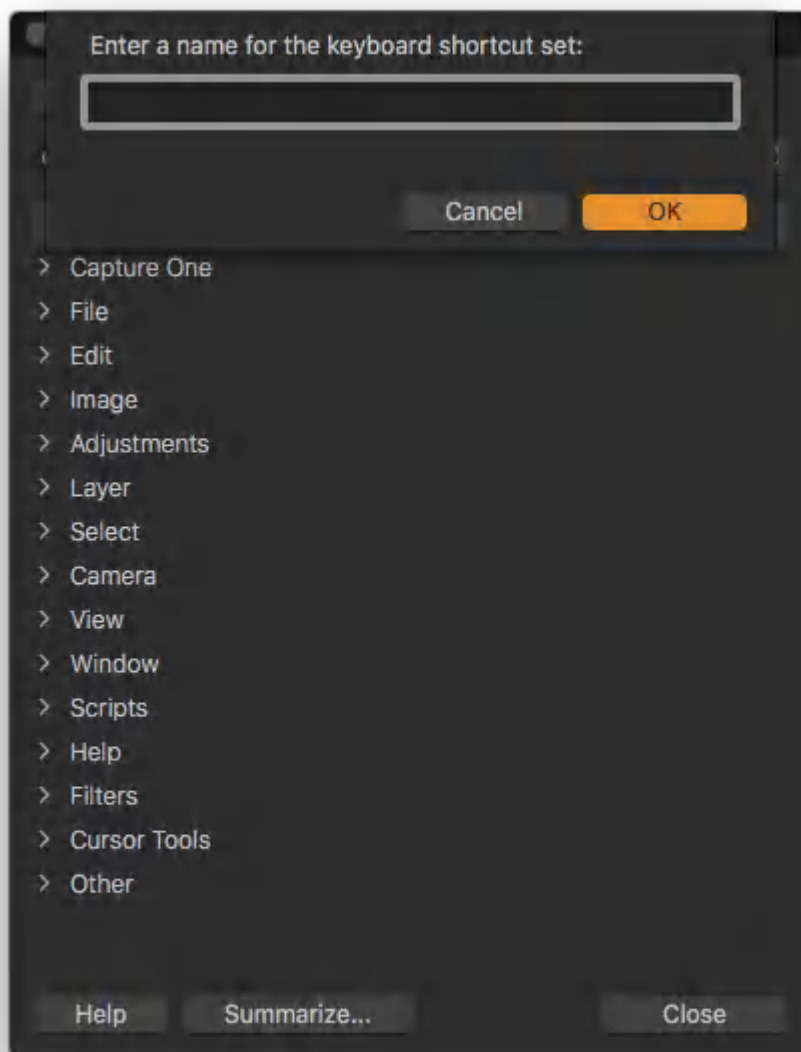 Enter a name for the keyboard shortcut set:
Cancel OK
Capture One
File
Edit
Image
Adjustments
Layer
Select
Camera
View
Window
Scripts
Help
Filters
Cursor Tools
Other
Help Summarize... Close